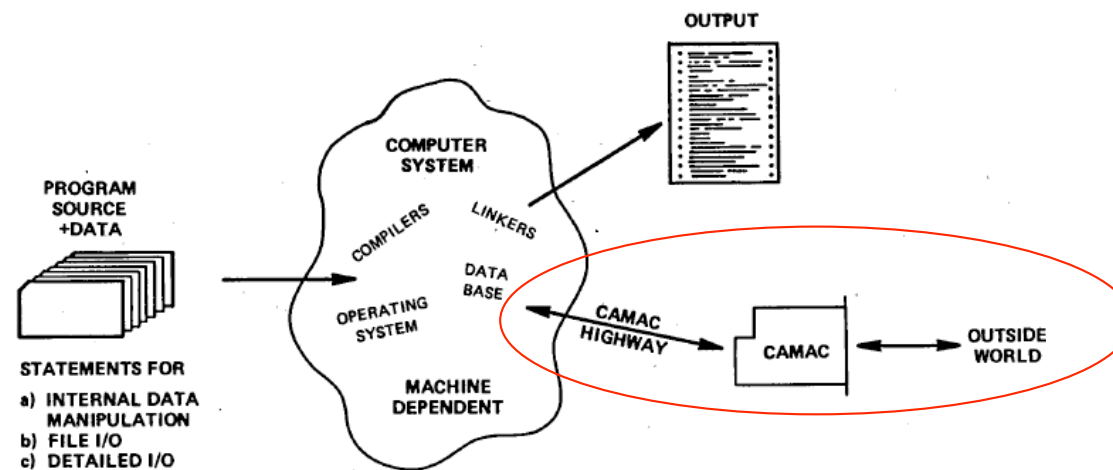 OUTPUT
COMPUTER
SYSTEM
PROGRAM
SOURCE
+DATA
COMPILERS
LINKERS
DATA
BASE
OPERATING
SYSTEM
CAMAC
HIGHWAY
CAMAC
OUTSIDE
WORLD
MACHINE
DEPENDENT
STATEMENTS FOR
a) INTERNAL DATA
MANIPULATION
b) FILE I/O
c) DETAILED I/O